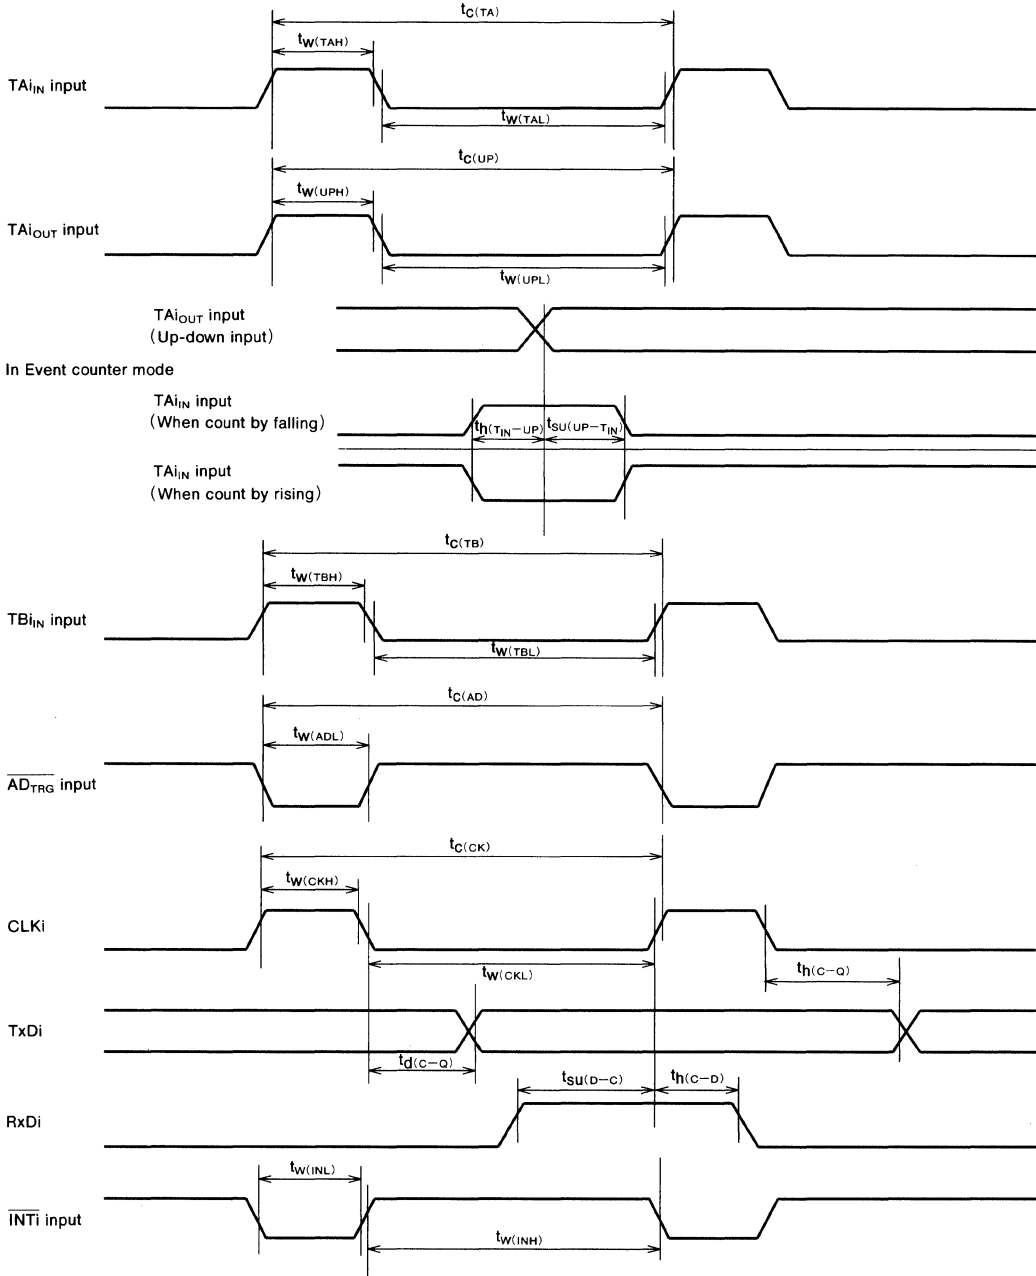 tC(TA)
tW(TAH)
TAiIN input
tW(TAL)
tC(UP)
tW(UPH)
TAiOUT input
tW(UPL)
TAiOUT input
(Up-down input)
In Event counter mode
TAiIN input
(When count by falling)
th(TIN−UP) tSU(UP−TIN)
TAiIN input
(When count by rising)
tC(TB)
tW(TBH)
TBiIN input
tW(TBL)
tC(AD)
tW(ADL)
A̅D̅T̅R̅G̅ input
tC(CK)
tW(CKH)
CLKi
tW(CKL)
th(C−Q)
TxDi
td(C−Q)
tsu(D−C) th(C−D)
RxDi
tW(INL)
I̅N̅T̅i̅ input
tW(INH)